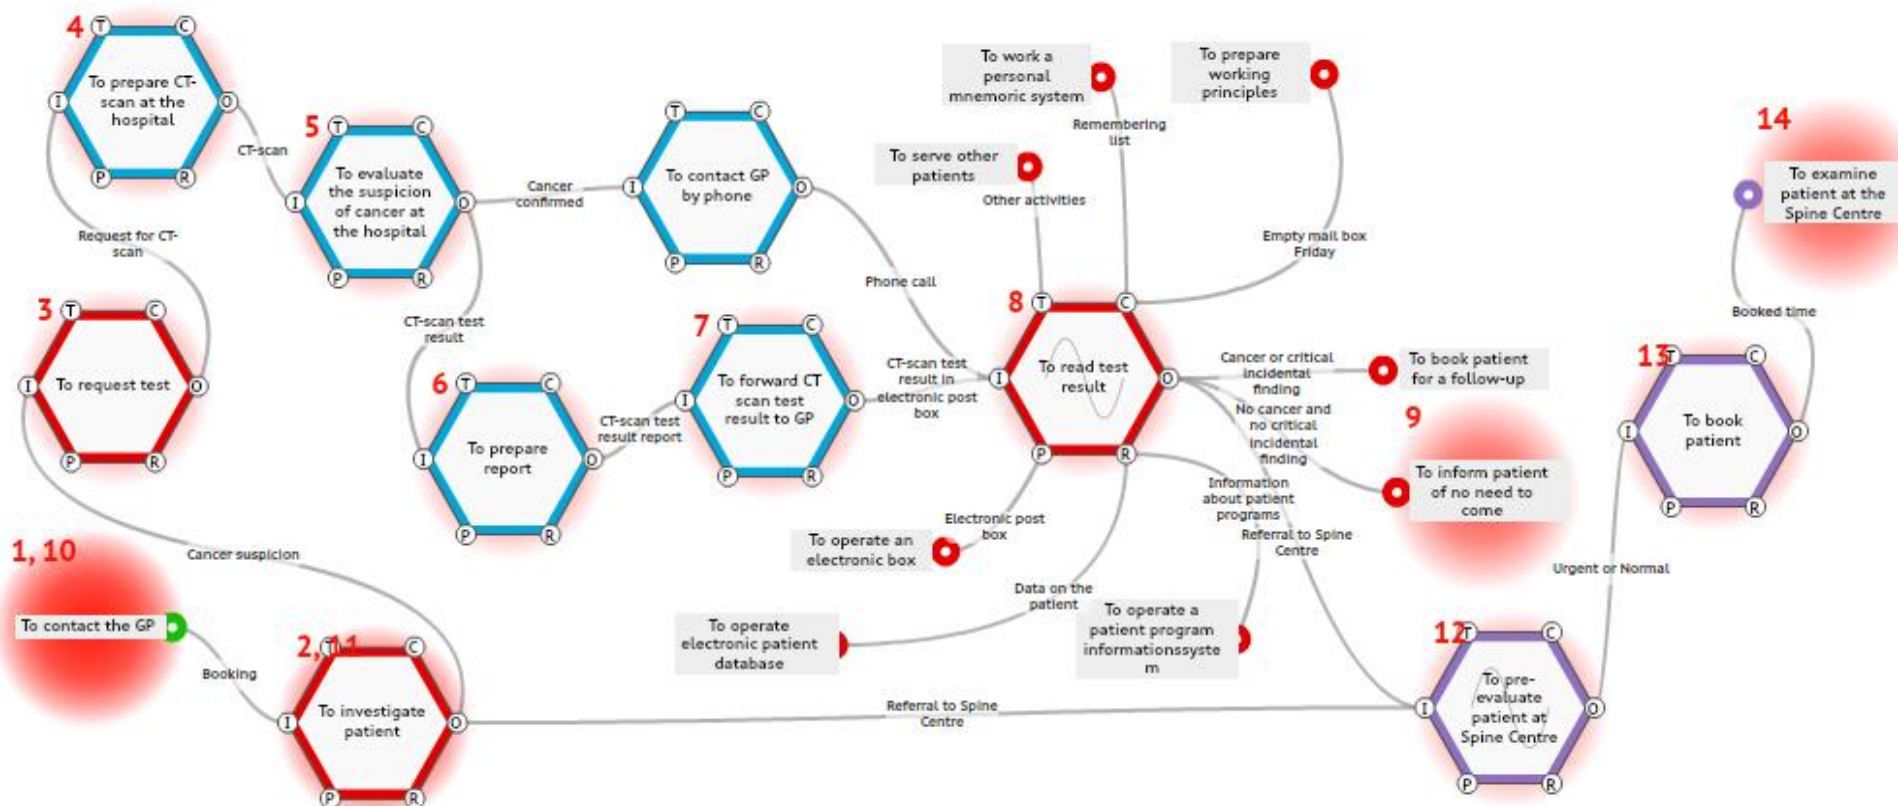 4
T
C
To prepare CT-
scan at the
hospital
I
O
P
R
CT-scan
5
T
C
To evaluate
the suspicion
of cancer at
the hospital
I
O
P
R
Cancer
confirmed
T
C
To contact GP
by phone
I
O
P
R
Phone call
To work a
personal
mnemoric system
Remembering
list
To prepare
working
principles
Empty mail box
Friday
To serve other
patients
Other activities
14
To examine
patient at the
Spine Centre
Booked time
Request for CT-
scan
3
T
C
To request test
I
O
P
R
CT-scan test
result
6
T
C
To prepare
report
I
O
P
R
CT-scan test
result report
7
T
C
To forward CT
scan test
result to GP
I
O
P
R
CT-scan test
result in
electronic post
box
8
T
C
To read test
result
I
O
P
R
Cancer or critical
incidental
finding
To book patient
for a follow-up
No cancer and
no critical
incidental
finding
9
To inform patient
of no need to
come
Information
about patient
programs
Referral to Spine
Centre
Electronic post
box
To operate an
electronic box
Data on the
patient
To operate
electronic patient
database
To operate a
patient program
informationssyste
m
13
T
C
To book
patient
I
O
P
R
Urgent or Normal
Cancer suspicion
1, 10
To contact the GP
Booking
2, 11
T
C
To investigate
patient
I
O
P
R
Referral to Spine
Centre
12
T
C
To pre-
evaluate
patient at
Spine Centre
I
O
P
R